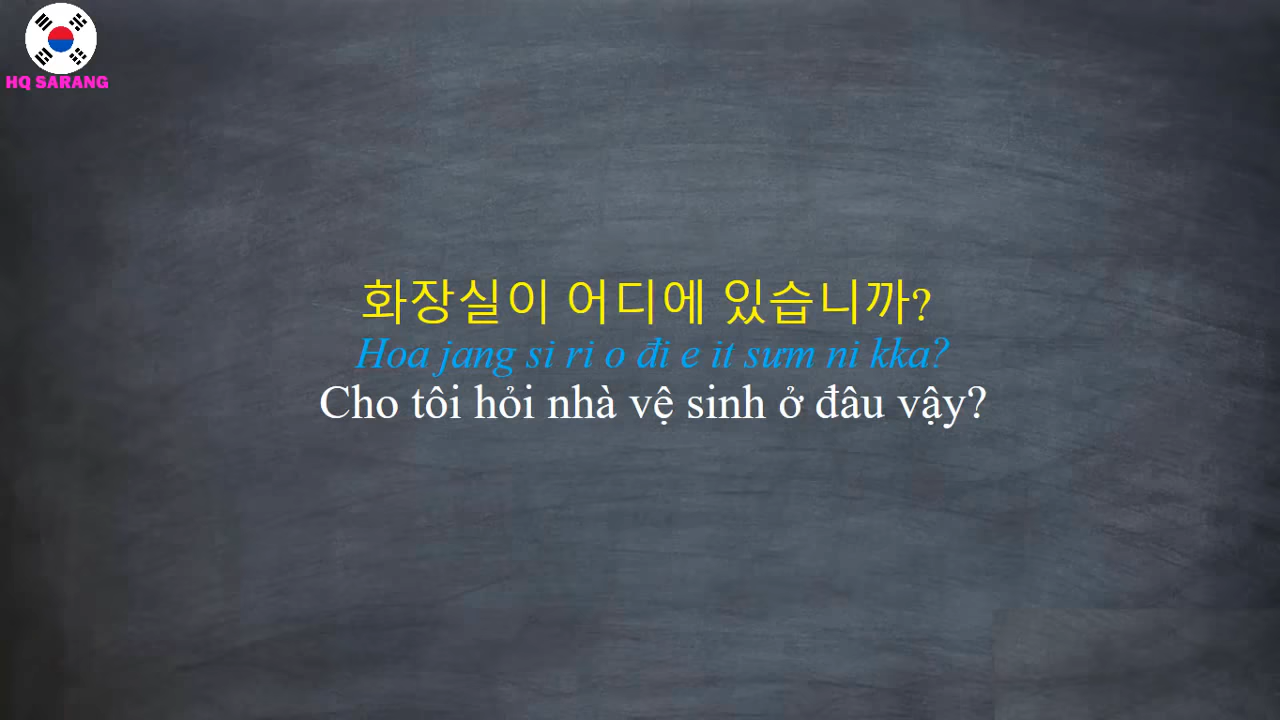 HQ SARANG
화장실이 어디에 있습니까?
Hoa jang si ri o đi e it sưm ni kka?
Cho tôi hỏi nhà vệ sinh ở đâu vậy?